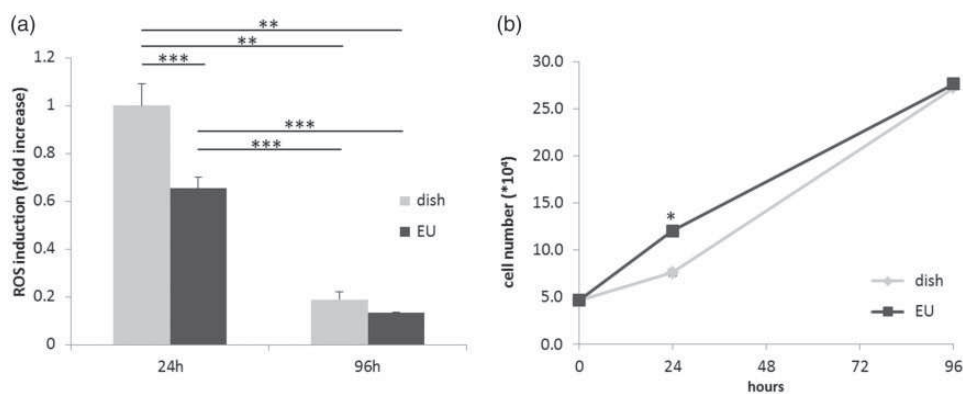 (a)
**
**
***
***
***
ROS induction (fold increase)
1.2
1
0.8
0.6
0.4
0.2
0
24h
96h
dish
EU
(b)
cell number (*10⁴)
30.0
25.0
20.0
15.0
10.0
5.0
0.0
*
dish
EU
0 24 48 72 96
hours